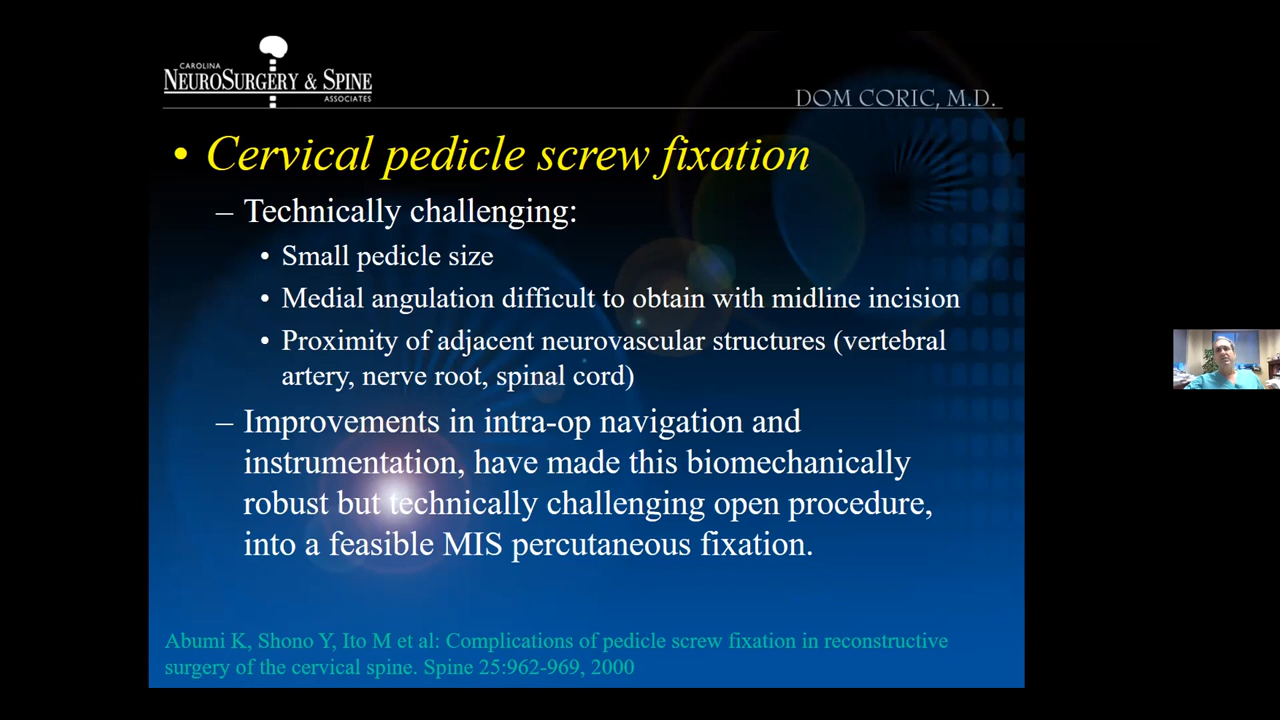 CAROLINA
NEUROSURGERY & SPINE
ASSOCIATES
DOM CORIC, M.D.
• Cervical pedicle screw fixation
– Technically challenging:
• Small pedicle size
• Medial angulation difficult to obtain with midline incision
• Proximity of adjacent neurovascular structures (vertebral
artery, nerve root, spinal cord)
– Improvements in intra-op navigation and
instrumentation, have made this biomechanically
robust but technically challenging open procedure,
into a feasible MIS percutaneous fixation.
Abumi K, Shono Y, Ito M et al: Complications of pedicle screw fixation in reconstructive
surgery of the cervical spine. Spine 25:962-969, 2000